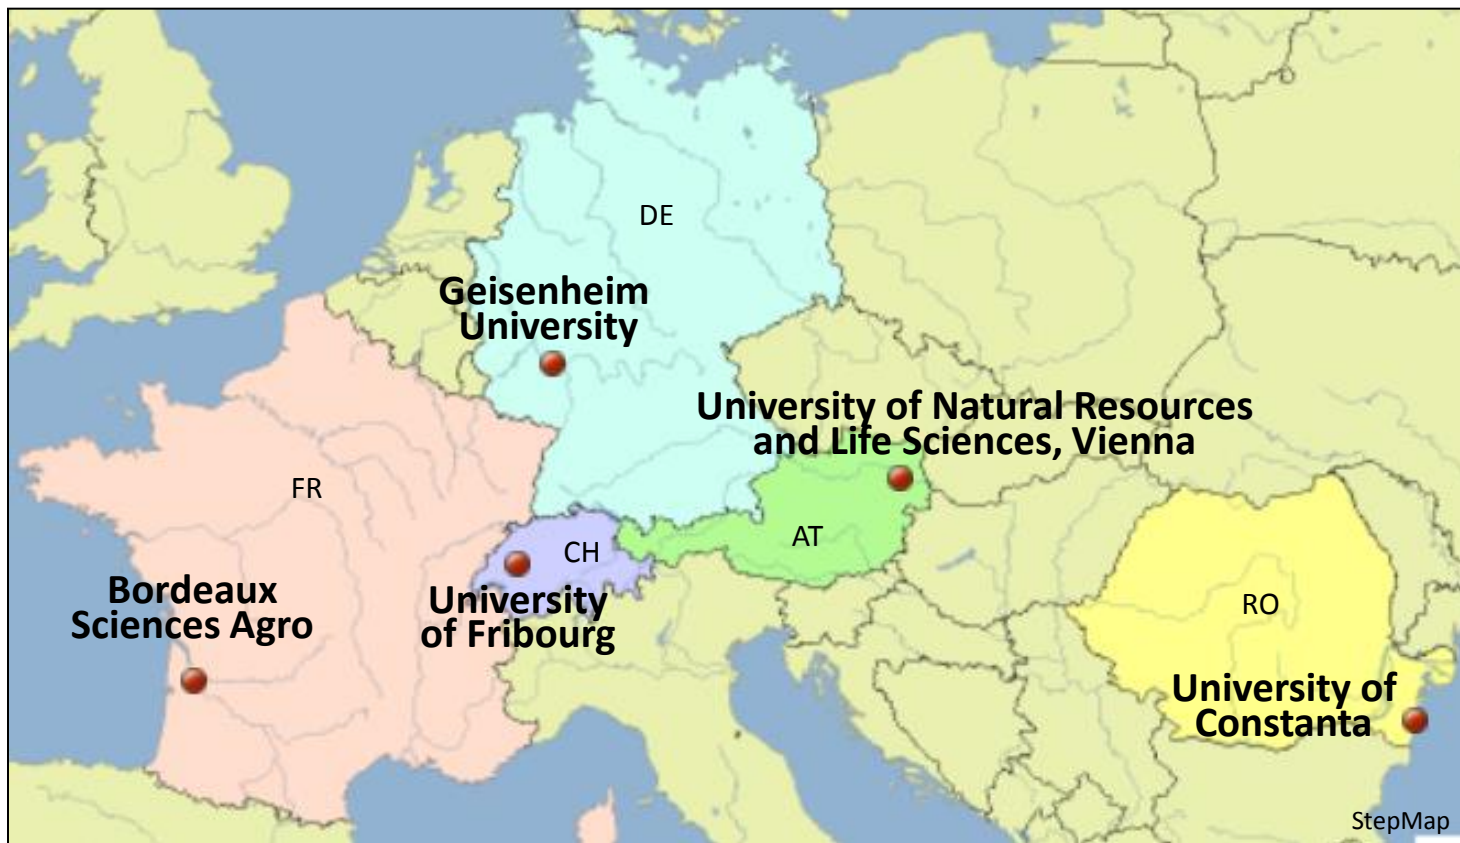 DE
Geisenheim
University
University of Natural Resources
and Life Sciences, Vienna
FR
AT
CH
Bordeaux
Sciences Agro
University
of Fribourg
RO
University of
Constanta
StepMap